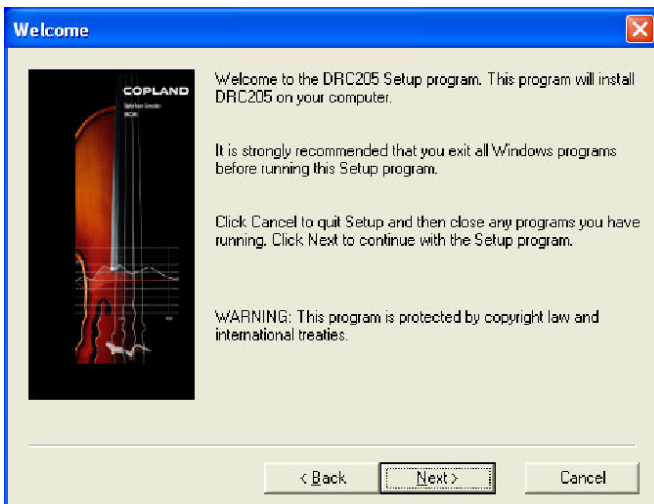 Welcome
COPLAND
Welcome to the DRC205 Setup program. This program will install
DRC205 on your computer.
It is strongly recommended that you exit all Windows programs
before running this Setup program.
Click Cancel to quit Setup and then close any programs you have
running. Click Next to continue with the Setup program.
WARNING: This program is protected by copyright law and
international treaties.
< Back
Next >
Cancel